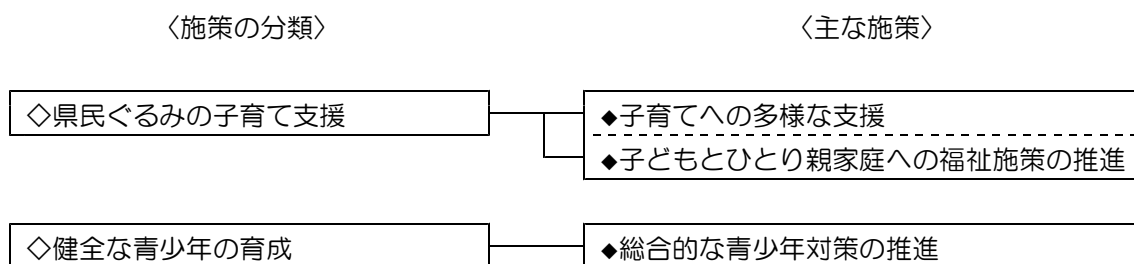 〈施策の分類〉 〈主な施策〉
◇県民ぐるみの子育て支援 ◆子育てへの多様な支援
◆子どもとひとり親家庭への福祉施策の推進
◇健全な青少年の育成 ◆総合的な青少年対策の推進